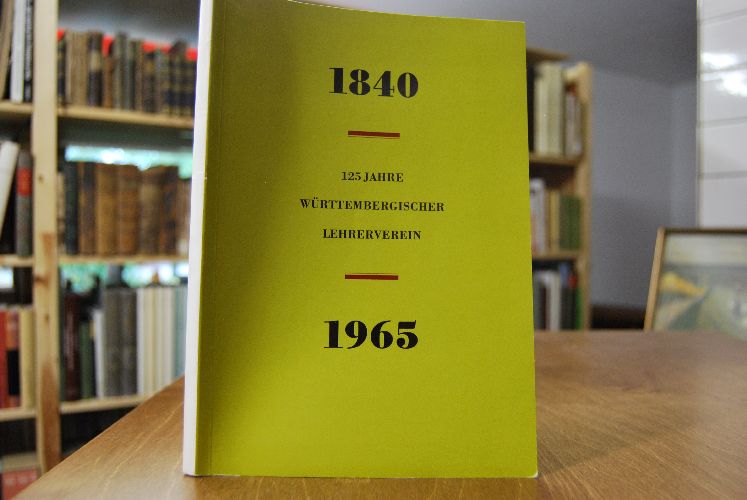 1840
125 JAHRE
WÜRTTEMBERGISCHER
LEHRERVEREIN
1965